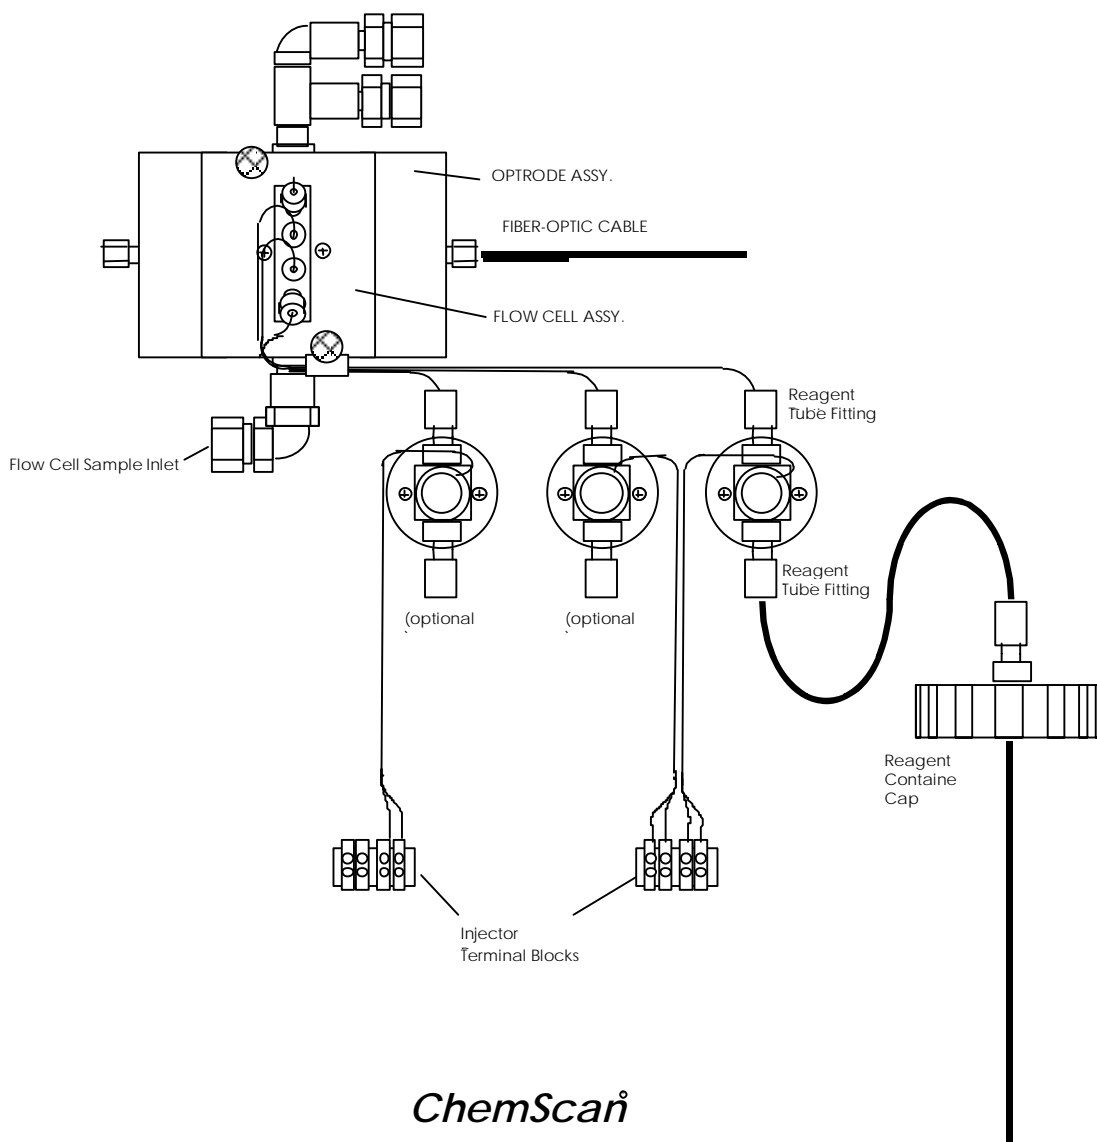 OPTRODE ASSY.
FIBER-OPTIC CABLE
FLOW CELL ASSY.
Reagent
Tube Fitting
Flow Cell Sample Inlet
Reagent
Tube Fitting
(optional
(optional
Reagent
Containe
Cap
Injector
Terminal Blocks
ChemScan